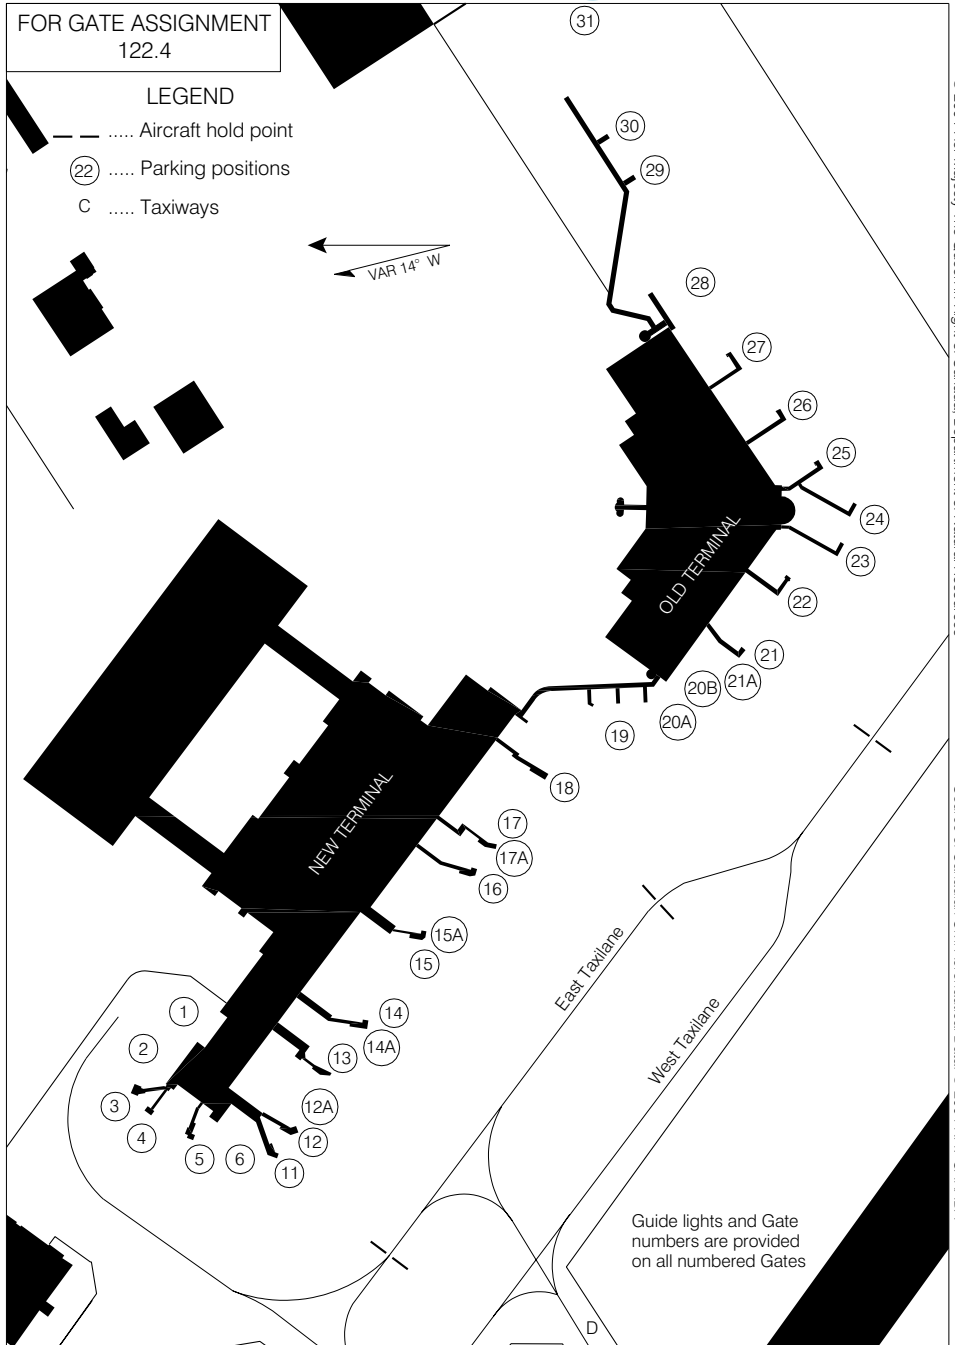 FOR GATE ASSIGNMENT
122.4
LEGEND
..... Aircraft hold point
22 ..... Parking positions
C ..... Taxiways
VAR 14° W
31
30
29
28
27
26
25
24
23
22
21
21A
20B
20A
19
18
17
17A
16
15A
15
14
14A
13
12A
12
11
1
2
3
4
5
6
OLD TERMINAL
NEW TERMINAL
East Taxilane
West Taxilane
Guide lights and Gate
numbers are provided
on all numbered Gates
D